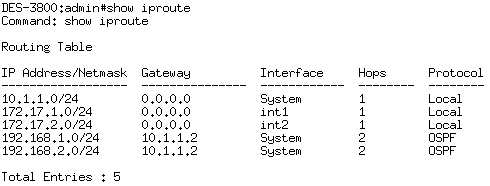 DES-3800:admin#show iproute
Command: show iproute
Routing Table
IP Address/Netmask  Gateway          Interface     Hops      Protocol
------------------  ---------------  ------------  --------  --------
10.1.1.0/24         0.0.0.0          System        1         Local
172.17.1.0/24       0.0.0.0          int1          1         Local
172.17.2.0/24       0.0.0.0          int2          1         Local
192.168.1.0/24      10.1.1.2         System        2         OSPF
192.168.2.0/24      10.1.1.2         System        2         OSPF
Total Entries : 5